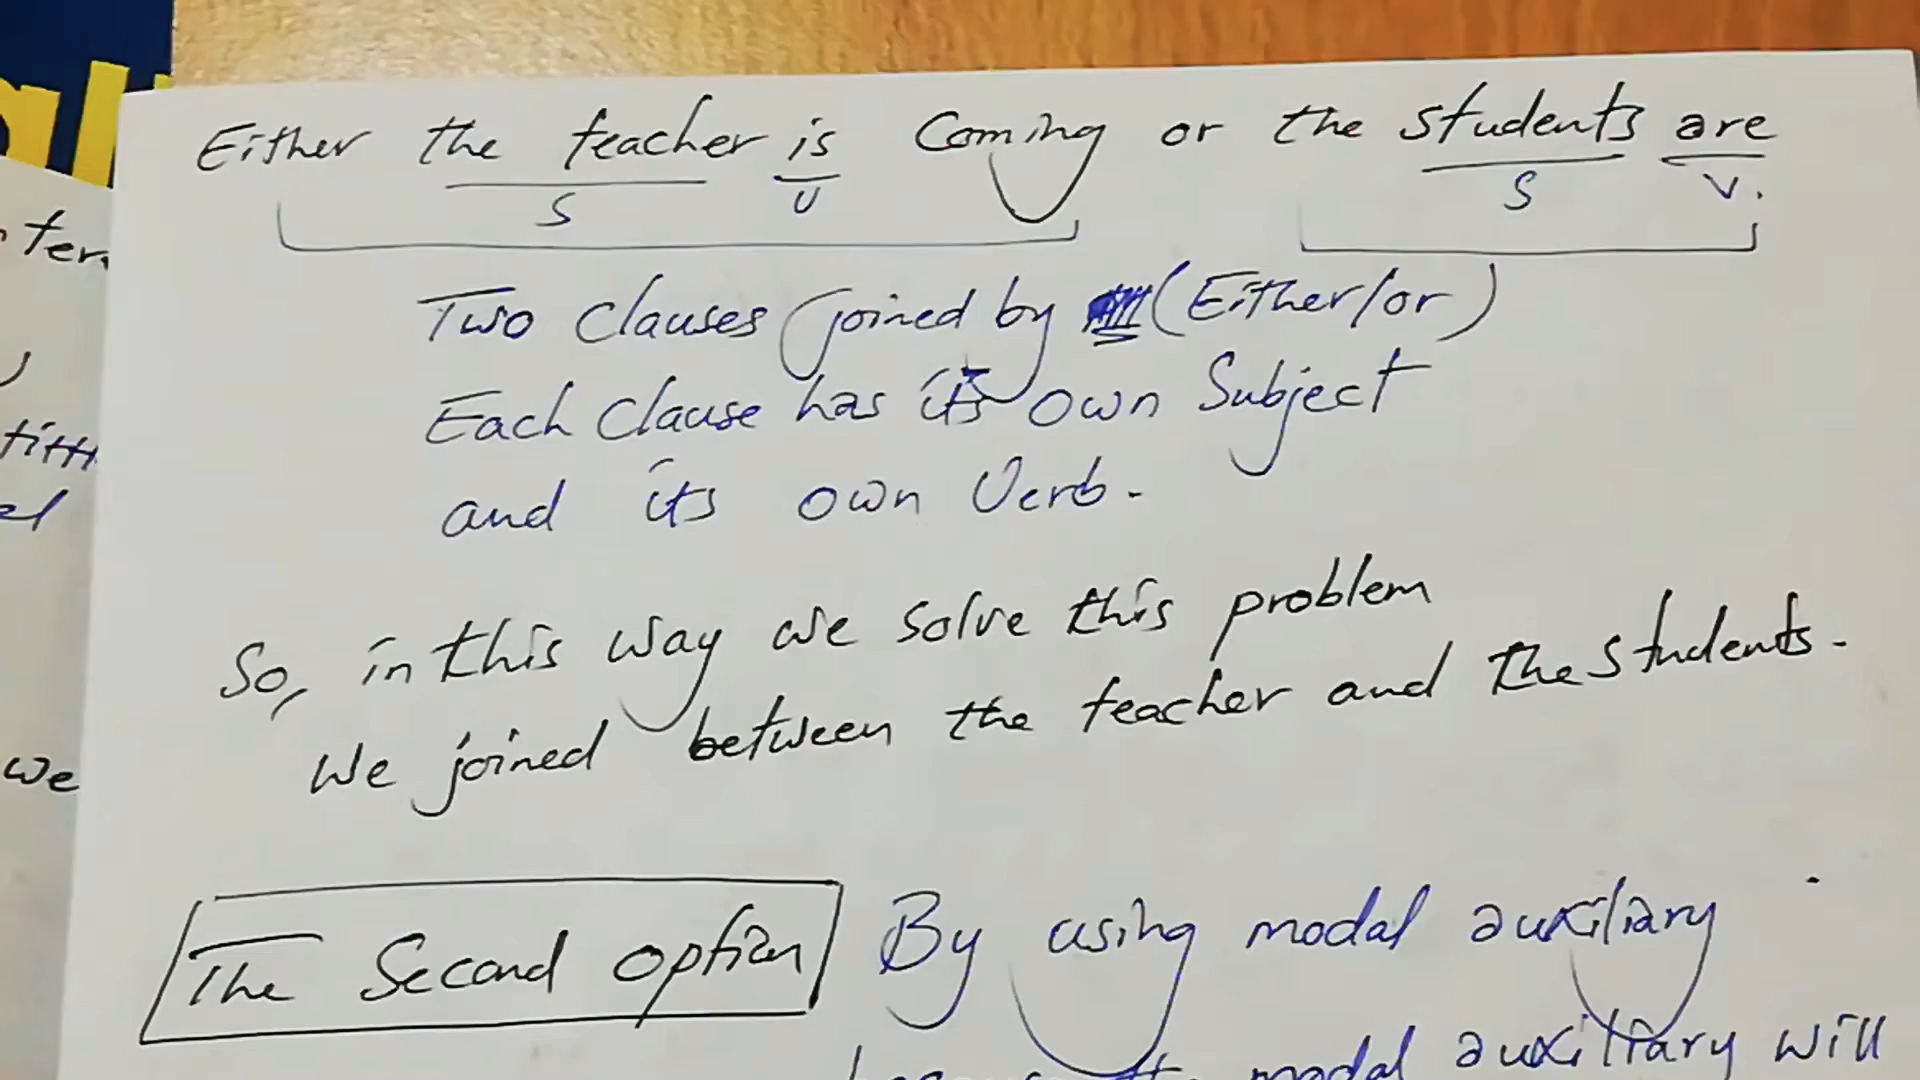 Either the teacher is Coming or the students are
S V S V.
Two Clauses joined by (Either/or)
Each Clause has its own Subject
and its own Verb.
So, in this way we solve this problem
We joined between the teacher and the students.
The Second option By using modal auxiliary
modal auxiliary will
we